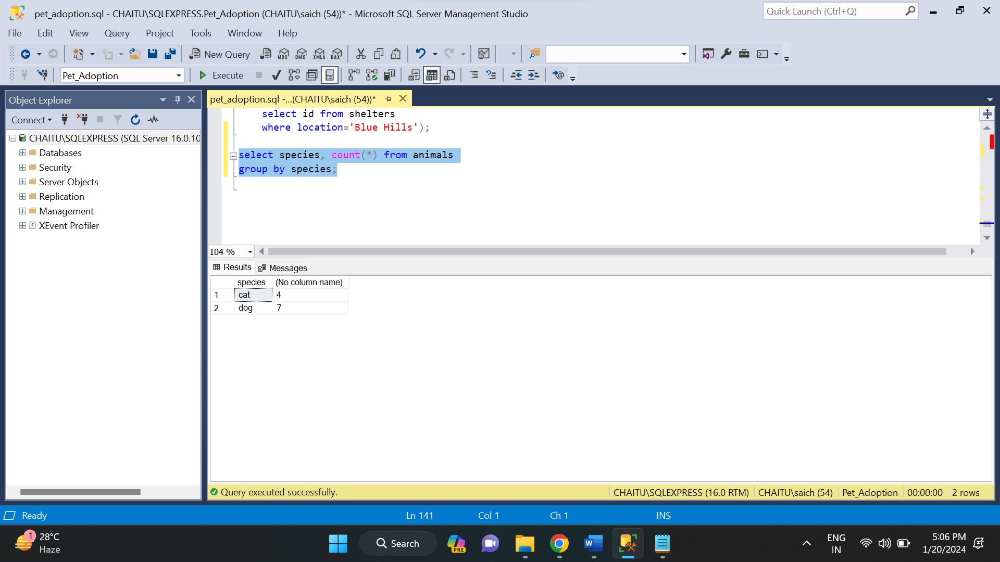 pet_adoption.sql - CHAITU\SQLEXPRESS.Pet_Adoption (CHAITU\saich (54))* - Microsoft SQL Server Management Studio
Quick Launch (Ctrl+Q)
File Edit View Query Project Tools Window Help
New Query MDX DMX XMLA DAX
Pet_Adoption Execute
Object Explorer
Connect
CHAITU\SQLEXPRESS (SQL Server 16.0.10
Databases
Security
Server Objects
Replication
Management
XEvent Profiler
pet_adoption.sql -...(CHAITU\saich (54))*
select id from shelters
where location='Blue Hills');
select species, count(*) from animals
group by species;
104 %
Results Messages
species (No column name)
1 cat 4
2 dog 7
Query executed successfully. CHAITU\SQLEXPRESS (16.0 RTM) CHAITU\saich (54) Pet_Adoption 00:00:00 2 rows
Ready Ln 141 Col 1 Ch 1 INS
1 28°C
Haze
Search
PRE
W
ENG
IN
5:06 PM
1/20/2024